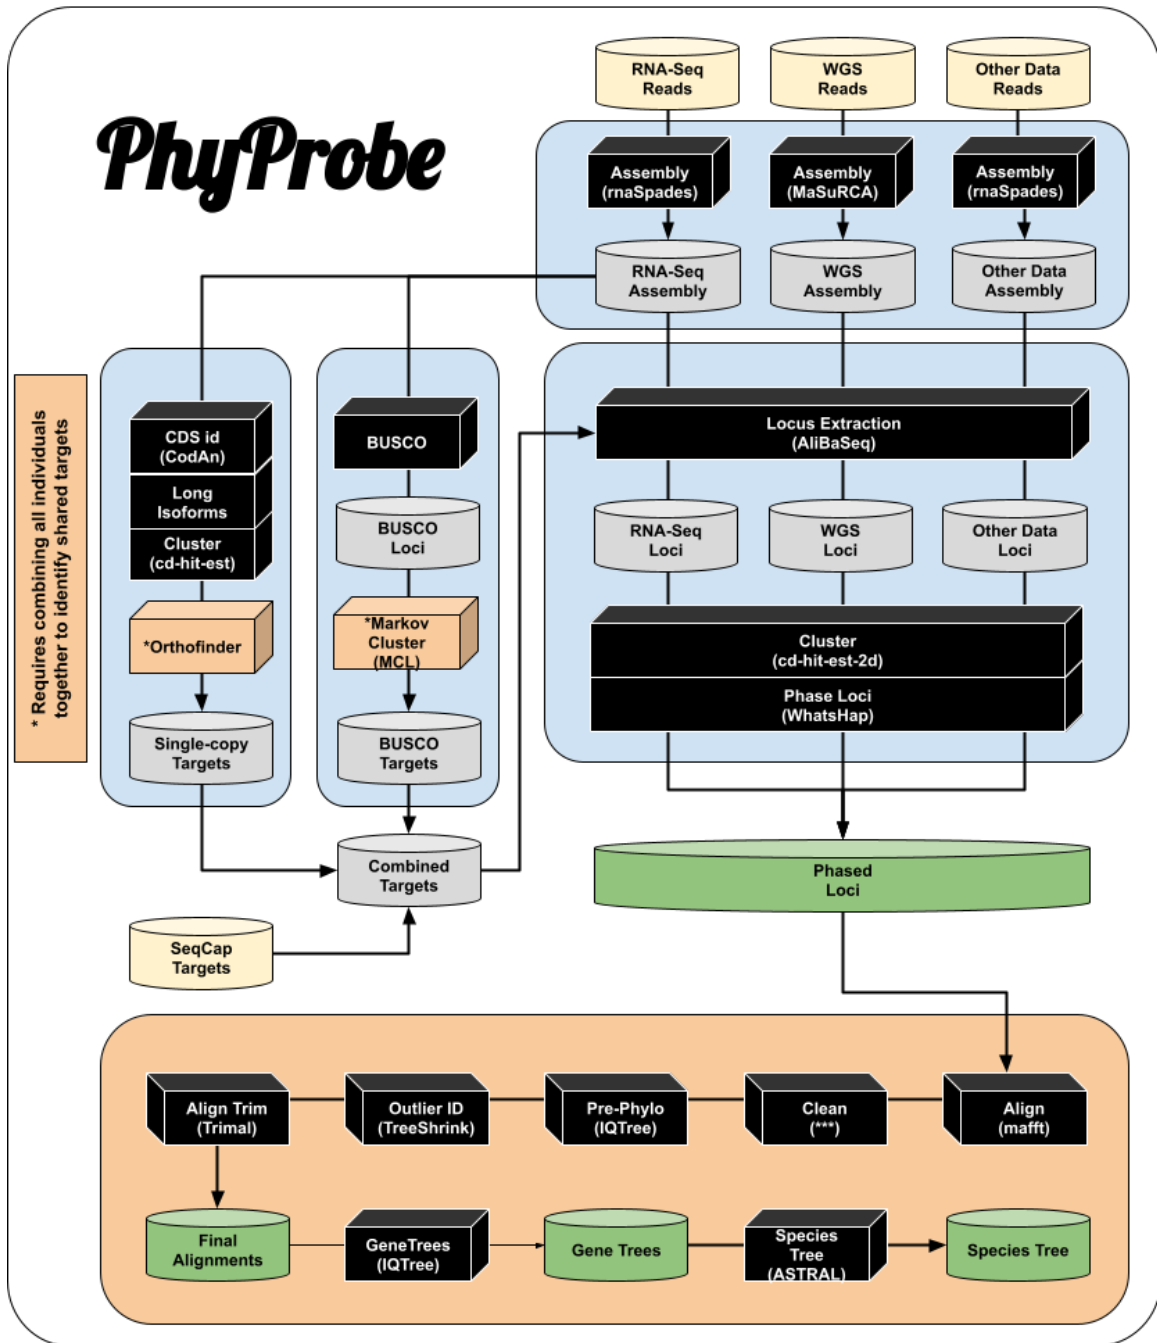 PhyProbe
RNA-Seq
Reads
WGS
Reads
Other Data
Reads
Assembly
(rnaSpades)
Assembly
(MaSuRCA)
Assembly
(rnaSpades)
RNA-Seq
Assembly
WGS
Assembly
Other Data
Assembly
* Requires combining all individuals
together to identify shared targets
CDS id
(CodAn)
Long
Isoforms
Cluster
(cd-hit-est)
*Orthofinder
Single-copy
Targets
BUSCO
BUSCO
Loci
*Markov
Cluster
(MCL)
BUSCO
Targets
Combined
Targets
SeqCap
Targets
Locus Extraction
(AliBaSeq)
RNA-Seq
Loci
WGS
Loci
Other Data
Loci
Cluster
(cd-hit-est-2d)
Phase Loci
(WhatsHap)
Phased
Loci
Align Trim
(Trimal)
Outlier ID
(TreeShrink)
Pre-Phylo
(IQTree)
Clean
(***)
Align
(mafft)
Final
Alignments
GeneTrees
(IQTree)
Gene Trees
Species
Tree
(ASTRAL)
Species Tree